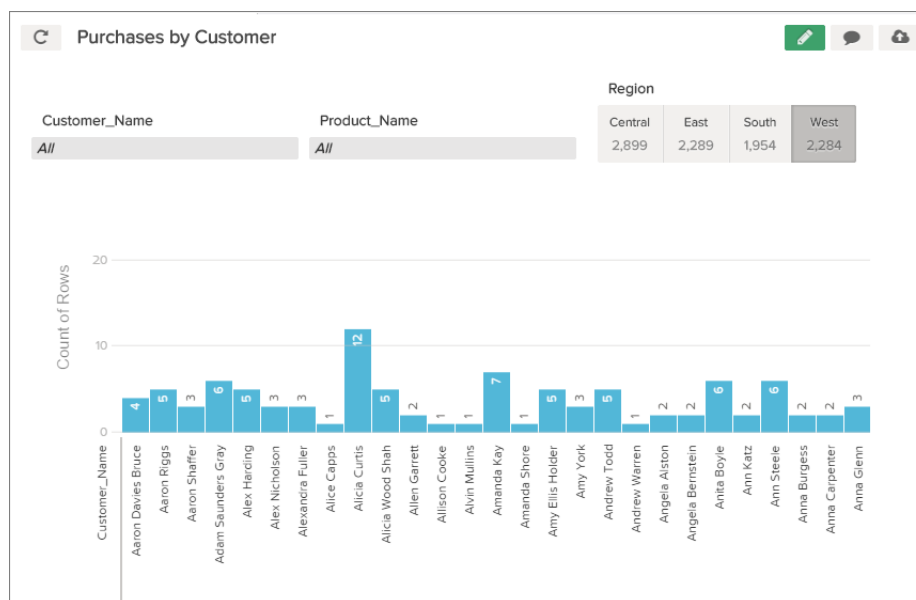 Purchases by Customer
Region
Customer_Name
Product_Name
Central
East
South
West
All
All
2,899
2,289
1,954
2,284
20
10
0
Count of Rows
4
5
3
6
5
3
3
1
12
5
2
1
1
7
1
5
3
5
1
2
2
6
2
6
2
2
3
Customer_Name
Aaron Davies Bruce
Aaron Riggs
Aaron Shaffer
Adam Saunders Gray
Alex Harding
Alex Nicholson
Alexandra Fuller
Alice Capps
Alicia Curtis
Alicia Wood Shah
Allen Garrett
Allison Cooke
Alvin Mullins
Amanda Kay
Amanda Shore
Amy Ellis Holder
Amy York
Andrew Todd
Andrew Warren
Angela Alston
Angela Bernstein
Anita Boyle
Ann Katz
Ann Steele
Anna Burgess
Anna Carpenter
Anna Glenn